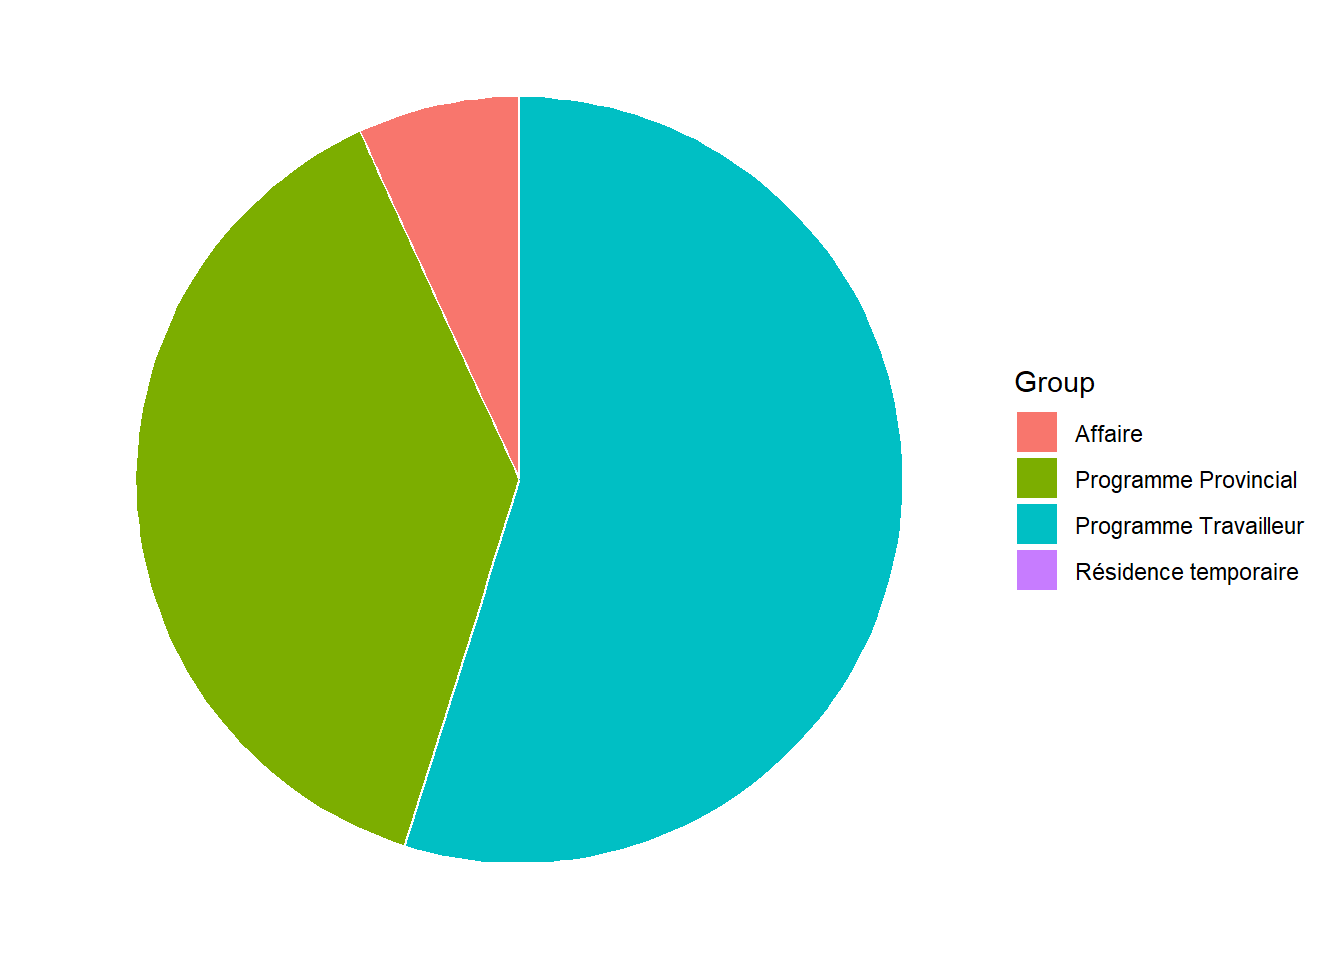 Group
Affaire
Programme Provincial
Programme Travailleur
Résidence temporaire